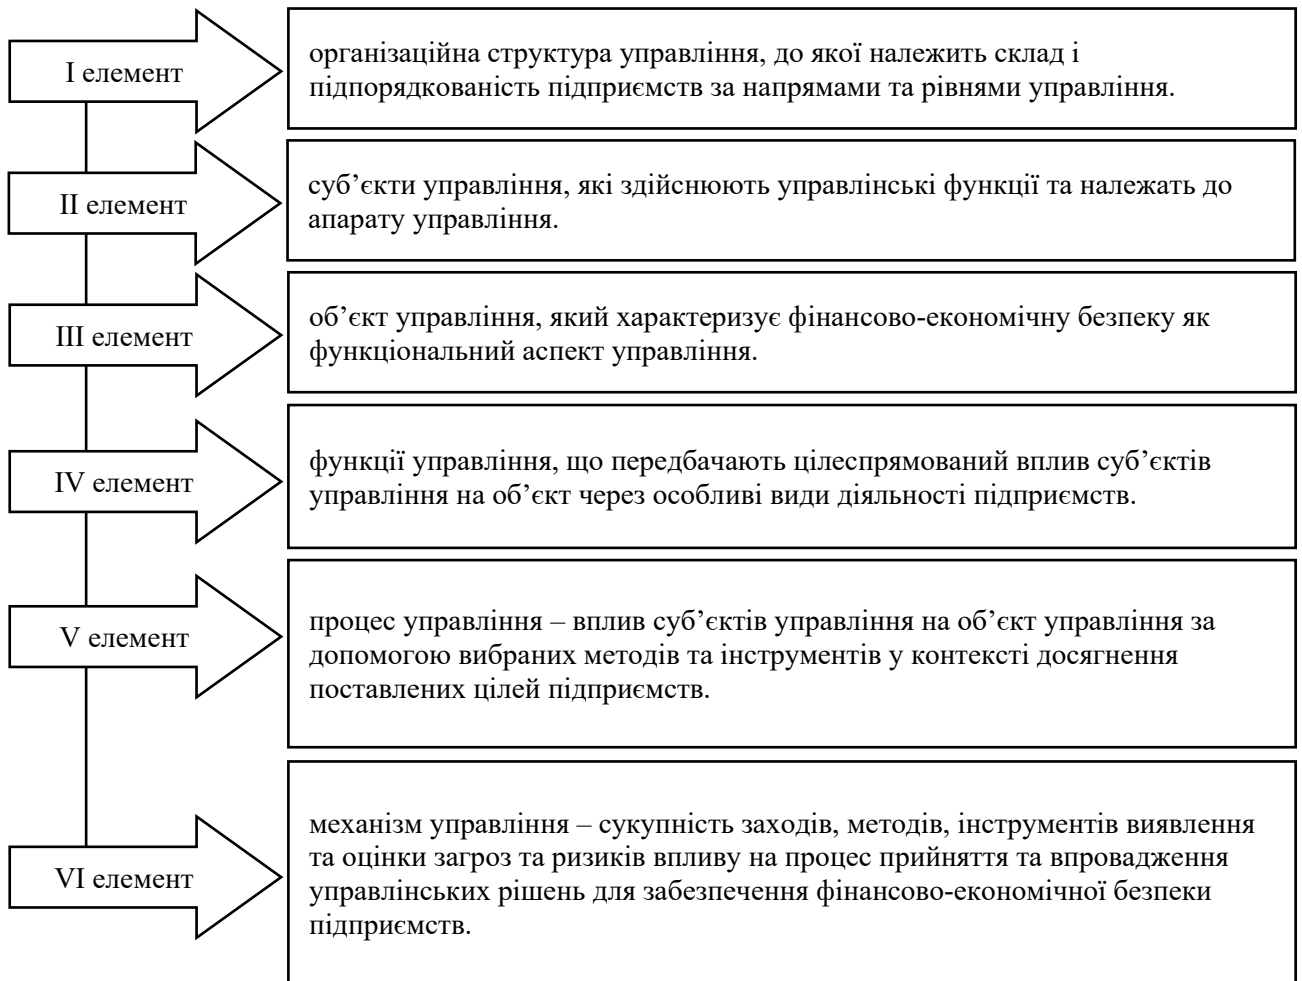 І елемент
організаційна структура управління, до якої належить склад і
підпорядкованість підприємств за напрямами та рівнями управління.
ІІ елемент
суб’єкти управління, які здійснюють управлінські функції та належать до
апарату управління.
ІІІ елемент
об’єкт управління, який характеризує фінансово-економічну безпеку як
функціональний аспект управління.
IV елемент
функції управління, що передбачають цілеспрямований вплив суб’єктів
управління на об’єкт через особливі види діяльності підприємств.
V елемент
процес управління – вплив суб’єктів управління на об’єкт управління за
допомогою вибраних методів та інструментів у контексті досягнення
поставлених цілей підприємств.
VI елемент
механізм управління – сукупність заходів, методів, інструментів виявлення
та оцінки загроз та ризиків впливу на процес прийняття та впровадження
управлінських рішень для забезпечення фінансово-економічної безпеки
підприємств.